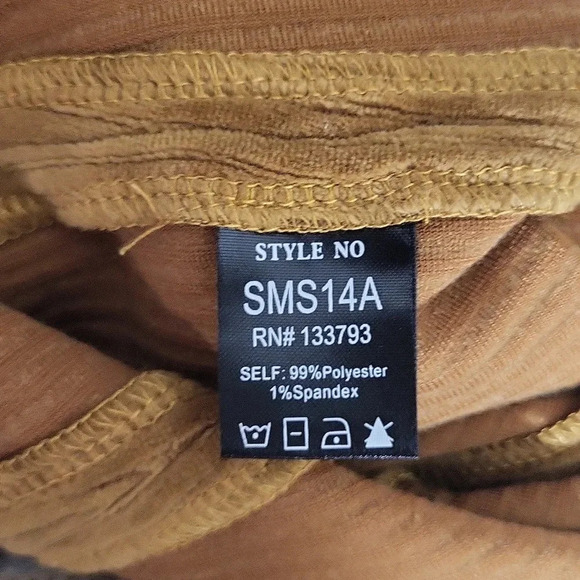 STYLE NO
SMS14A
RN# 133793
SELF: 99%Polyester
1%Spandex